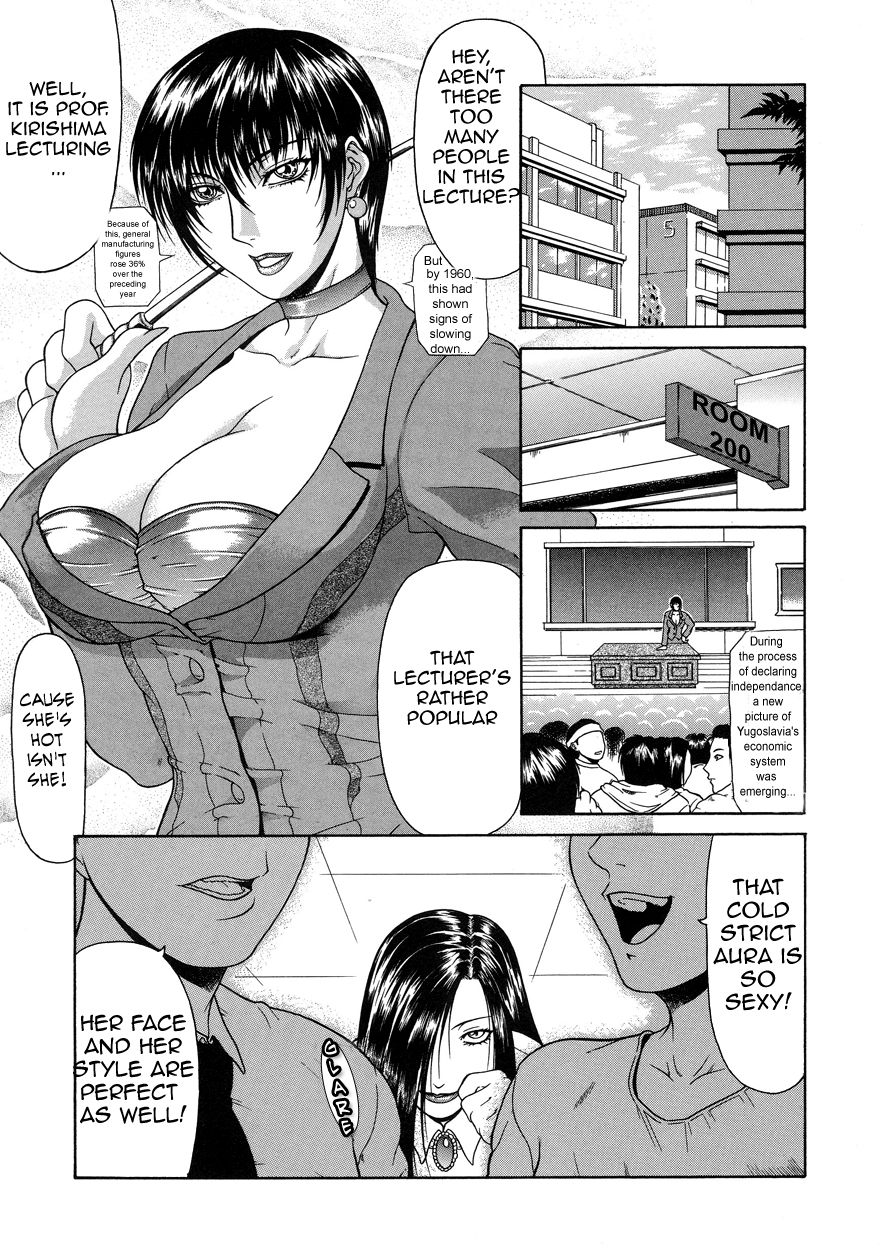 HEY,
AREN'T
THERE
TOO
MANY
PEOPLE
IN THIS
LECTURE?
WELL,
IT IS PROF.
KIRISHIMA
LECTURING
...
S
ROOM
200
During
the process
of declaring
independance,
a new
picture of
Yugoslavia's
economic
system
was
emerging...
But
by 1960,
this had
shown
signs of
slowing
down...
Because of
this, general
manufacturing
figures
rose 36%
over the
preceding
year
THAT
LECTURER'S
RATHER
POPULAR
CAUSE
SHE'S
HOT
ISN'T
SHE!
THAT
COLD
STRICT
AURA IS
SO
SEXY!
GLARE
HER FACE
AND HER
STYLE ARE
PERFECT
AS WELL!